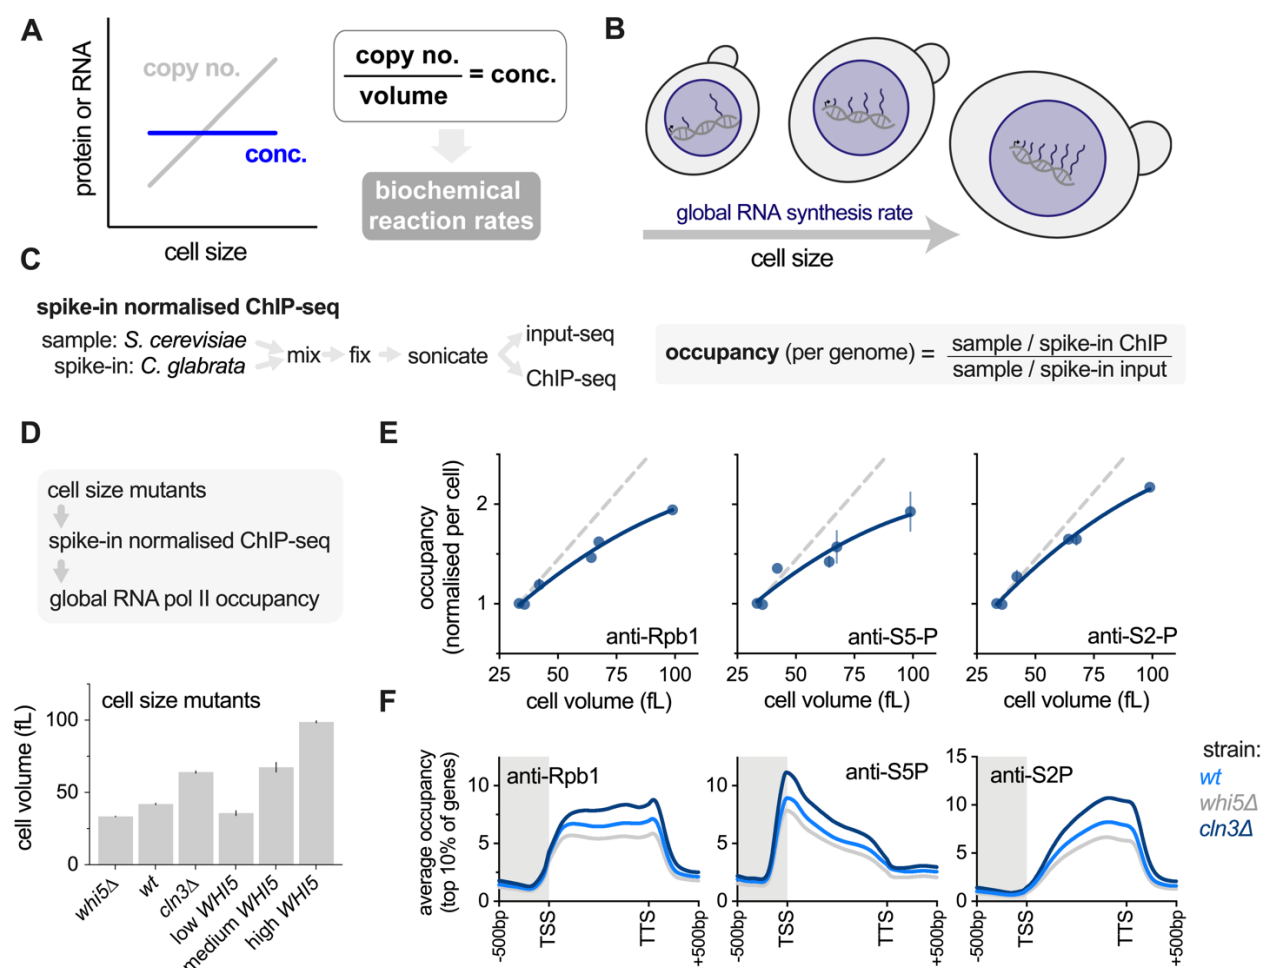 A
protein or RNA
copy no.
conc.
cell size
copy no.
volume
= conc.
biochemical
reaction rates
B
global RNA synthesis rate
cell size
C
spike-in normalised ChIP-seq
sample: S. cerevisiae
spike-in: C. glabrata
mix
fix
sonicate
input-seq
ChIP-seq
occupancy (per genome) =
sample / spike-in ChIP
sample / spike-in input
D
cell size mutants
spike-in normalised ChIP-seq
global RNA pol II occupancy
cell size mutants
cell volume (fL)
100
50
0
whi5Δ
wt
cln3Δ
low WHI5
medium WHI5
high WHI5
E
occupancy
(normalised per cell)
2
1
anti-Rpb1
25 50 75 100
cell volume (fL)
anti-S5-P
25 50 75 100
cell volume (fL)
anti-S2-P
25 50 75 100
cell volume (fL)
F
average occupancy
(top 10% of genes)
10
5
0
anti-Rpb1
-500bp
TSS
TTS
+500bp
10
5
0
anti-S5P
-500bp
TSS
TTS
+500bp
15
10
5
0
anti-S2P
-500bp
TSS
TTS
+500bp
strain:
wt
whi5Δ
cln3Δ